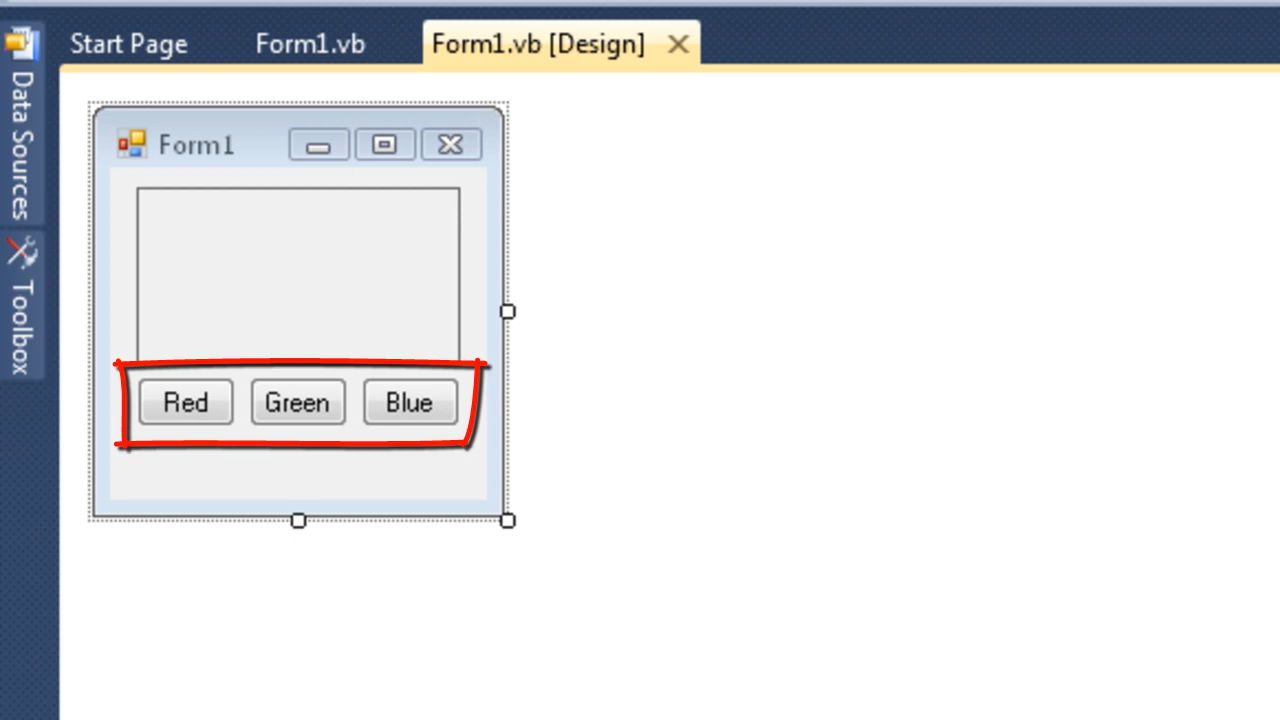 Start Page
Form1.vb
Form1.vb [Design]
Data Sources
Toolbox
Form1
Red
Green
Blue